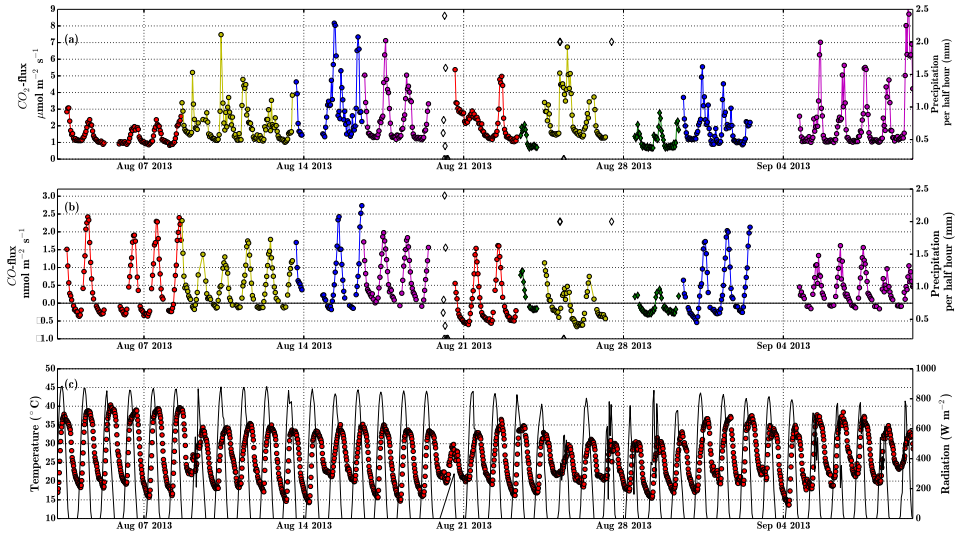 (a)
CO₂-flux
μmol m⁻² s⁻¹
9
8
7
6
5
4
3
2
1
0
2.5
2.0
1.5
1.0
0.5
Precipitation
per half hour (mm)
Aug 07 2013 Aug 14 2013 Aug 21 2013 Aug 28 2013 Sep 04 2013
(b)
CO-flux
nmol m⁻² s⁻¹
3.0
2.5
2.0
1.5
1.0
0.5
0.0
□0.5
□1.0
2.5
2.0
1.5
1.0
0.5
Precipitation
per half hour (mm)
Aug 07 2013 Aug 14 2013 Aug 21 2013 Aug 28 2013 Sep 04 2013
(c)
Temperature (°C)
50
45
40
35
30
25
20
15
10
1000
800
600
400
200
0
Radiation (W m⁻²)
Aug 07 2013 Aug 14 2013 Aug 21 2013 Aug 28 2013 Sep 04 2013